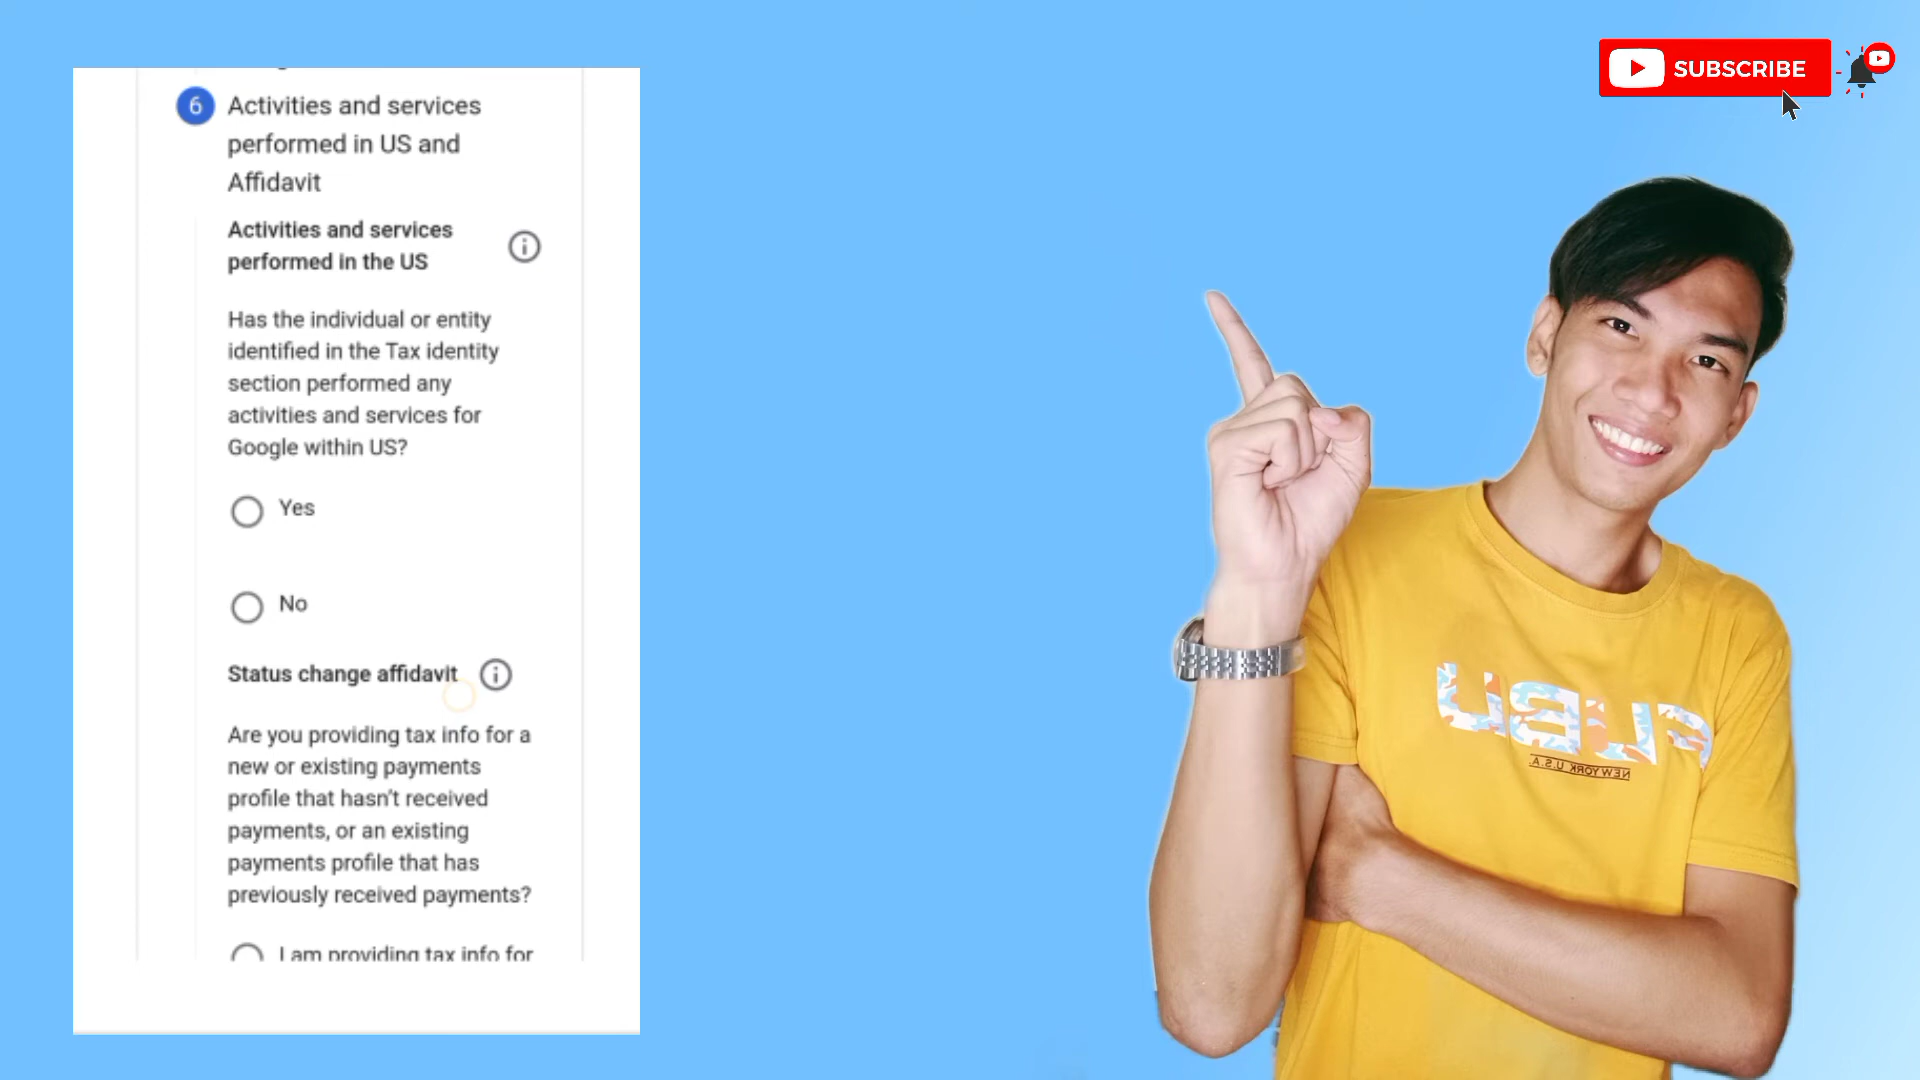 SUBSCRIBE
6
Activities and services
performed in US and
Affidavit
Activities and services
performed in the US
Has the individual or entity
identified in the Tax identity
section performed any
activities and services for
Google within US?
Yes
No
Status change affidavit
Are you providing tax info for a
new or existing payments
profile that hasn't received
payments, or an existing
payments profile that has
previously received payments?
I am providing tax info for
FUBU
NEW YORK U.S.A.